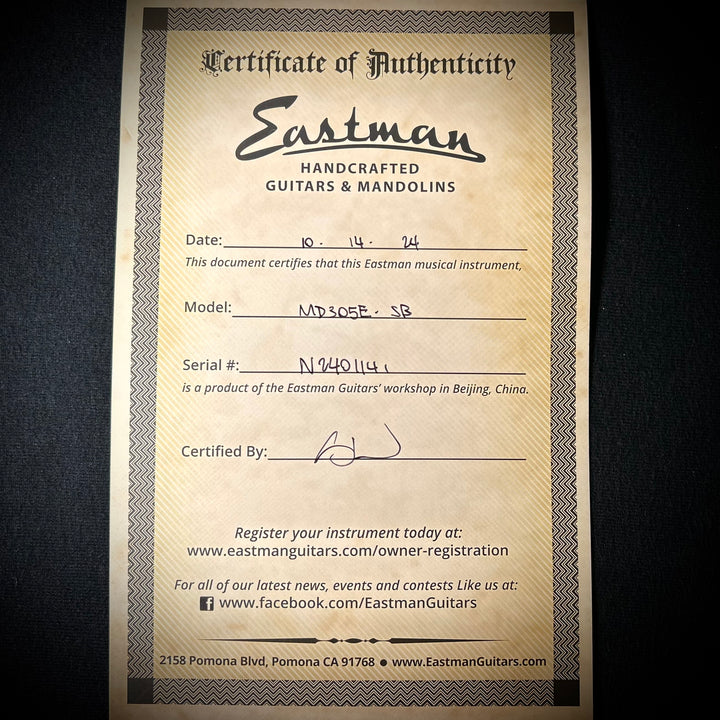 Certificate of Authenticity
Eastman
HANDCRAFTED
GUITARS & MANDOLINS
Date: 10 · 14 · 24
This document certifies that this Eastman musical instrument,
Model: MD305E · SB
Serial #: N2401141
is a product of the Eastman Guitars' workshop in Beijing, China.
Certified By:
Register your instrument today at:
www.eastmanguitars.com/owner-registration
For all of our latest news, events and contests Like us at:
f www.facebook.com/EastmanGuitars
2158 Pomona Blvd, Pomona CA 91768 ● www.EastmanGuitars.com